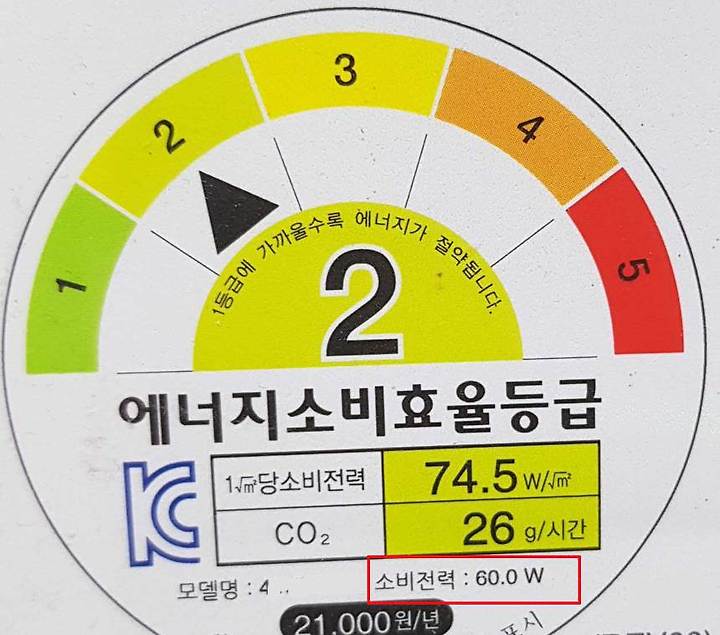 1
2
3
4
5
1등급에 가까울수록 에너지가 절약됩니다.
2
에너지소비효율등급
1√㎡당소비전력 74.5 W/√㎡
CO₂ 26 g/시간
소비전력 : 60.0 W
모델명 : 4
21,000원/년
표시